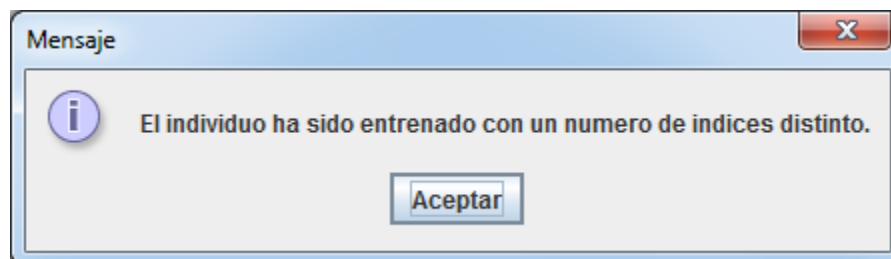 Mensaje
El individuo ha sido entrenado con un numero de indices distinto.
Aceptar